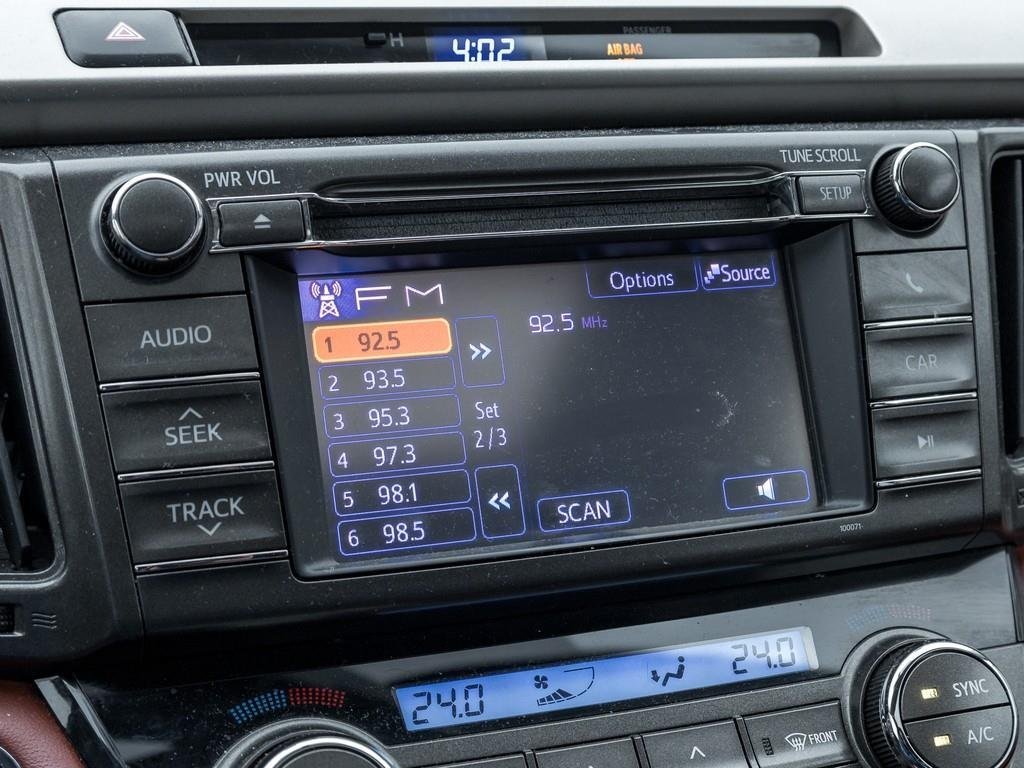 H
4:02
PASSENGER
AIR BAG
PWR VOL
TUNE SCROLL
SETUP
AUDIO
SEEK
TRACK
CAR
FM
Options
Source
1 92.5
2 93.5
3 95.3
4 97.3
5 98.1
6 98.5
Set
2/3
92.5 MHz
SCAN
100071
24.0
24.0
SYNC
A/C
FRONT